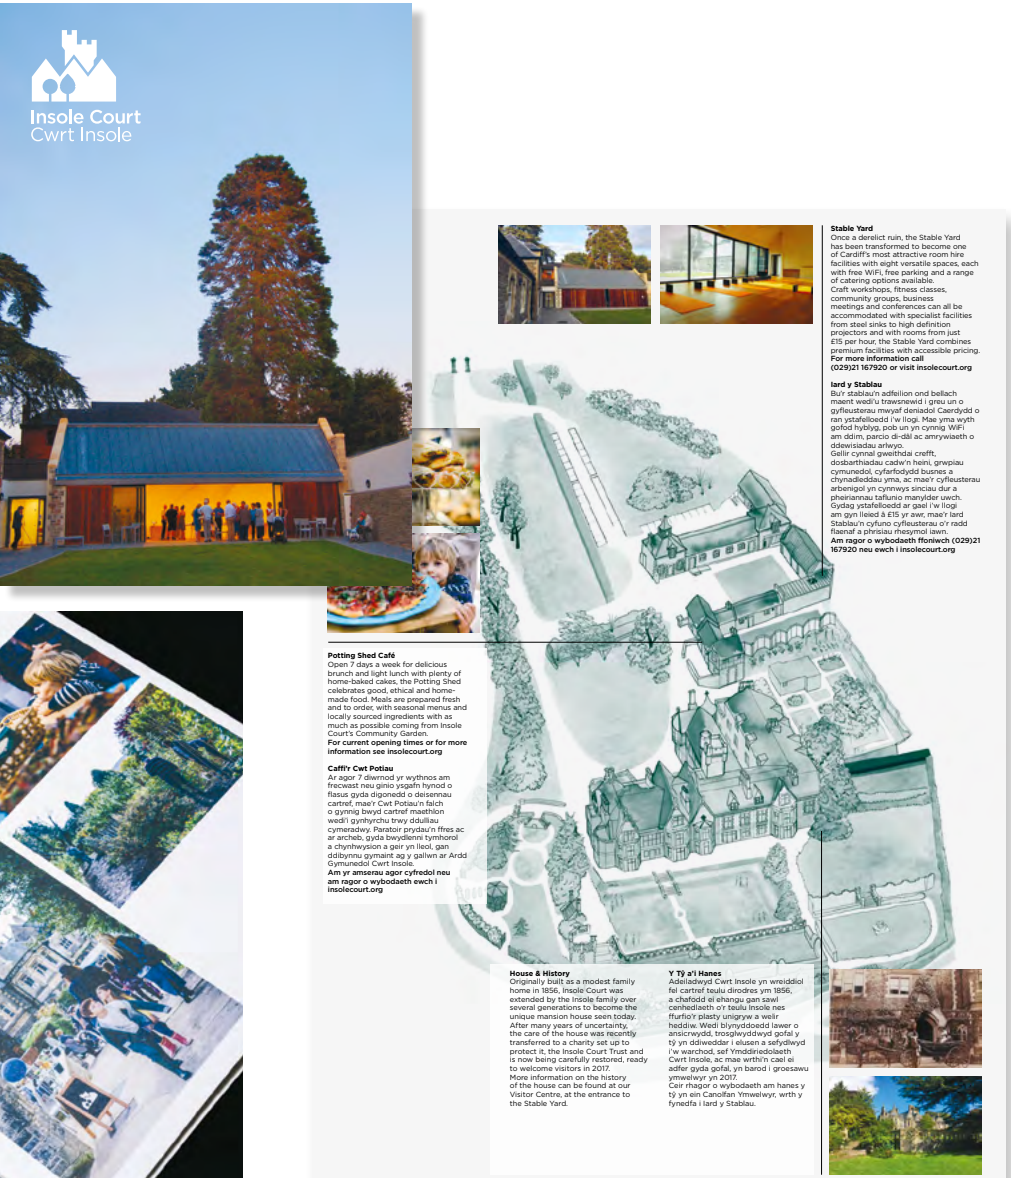 Insole Court
Cwrt Insole
Stable Yard
Once a derelict ruin, the Stable Yard
has been transformed to become one
of Cardiff's most attractive room hire
facilities with eight versatile spaces, each
with free WiFi, free parking and a range
of catering options available.
Craft workshops, fitness classes,
community groups, business
meetings and conferences can all be
accommodated with specialist facilities
from steel sinks to high definition
projectors and with rooms from just
£15 per hour, the Stable Yard combines
premium facilities with accessible pricing.
For more information call
(029)21 167920 or visit insolecourt.org
Iard y Stablau
Bu'r stablau'n adfeilion ond bellach
maent wedi'u trawsnewid i greu un o
gyfleusterau mwyaf deniadol Caerdydd o
ran ystafelloedd i'w llogi. Mae yma wyth
gofod hyblyg, pob un yn cynnig WiFi
am ddim, parcio di-dâl ac amrywiaeth o
ddewisiadau arlwyo.
Gellir cynnal gweithdai crefft,
dosbarthiadau cadw'n heini, grwpiau
cymunedol, cyfarfodydd busnes a
chynadleddau yma, ac mae'r cyfleusterau
arbenigol yn cynnwys sinciau dur a
pheiriannau taflunio manylder uwch.
Gydag ystafelloedd ar gael i'w llogi
am gyn lleied â £15 yr awr, mae'r Iard
Stablau'n cyfuno cyfleusterau o'r radd
flaenaf a phrisiau rhesymol iawn.
Am ragor o wybodaeth ffoniwch (029)21
167920 neu ewch i insolecourt.org
Potting Shed Café
Open 7 days a week for delicious
brunch and light lunch with plenty of
home-baked cakes, the Potting Shed
celebrates good, ethical and home-
made food. Meals are prepared fresh
and to order, with seasonal menus and
locally sourced ingredients with as
much as possible coming from Insole
Court's Community Garden.
For current opening times or for more
information see insolecourt.org
Caffi'r Cwt Potiau
Ar agor 7 diwrnod yr wythnos am
frecwast neu ginio ysgafn hynod o
flasus gyda digonedd o deisennau
cartref, mae'r Cwt Potiau'n falch
o gynnig bwyd cartref maethlon
wedi'i gynhyrchu trwy ddulliau
cymeradwy. Paratoir prydau'n ffres ac
ar archeb, gyda bwydlenni tymhorol
a chynhwysion a geir yn lleol, gan
ddibynnu gymaint ag y gallwn ar Ardd
Gymunedol Cwrt Insole.
Am yr amserau agor cyfredol neu
am ragor o wybodaeth ewch i
insolecourt.org
House & History
Originally built as a modest family
home in 1856, Insole Court was
extended by the Insole family over
several generations to become the
unique mansion house seen today.
After many years of uncertainty,
the care of the house was recently
transferred to a charity set up to
protect it, the Insole Court Trust and
is now being carefully restored, ready
to welcome visitors in 2017.
More information on the history
of the house can be found at our
Visitor Centre, at the entrance to
the Stable Yard.
Y Tŷ a'i Hanes
Adeiladwyd Cwrt Insole yn wreiddiol
fel cartref teulu dirodres ym 1856,
a chafodd ei ehangu gan sawl
cenhedlaeth o'r teulu Insole nes
ffurfio'r plasty unigryw a welir
heddiw. Wedi blynyddoedd lawer o
ansicrwydd, trosglwyddwyd gofal y
tŷ yn ddiweddar i elusen a sefydlwyd
i'w warchod, sef Ymddiriedolaeth
Cwrt Insole, ac mae wrthi'n cael ei
adfer gyda gofal, yn barod i groesawu
ymwelwyr yn 2017.
Ceir rhagor o wybodaeth am hanes y
tŷ yn ein Canolfan Ymwelwyr, wrth y
fynedfa i Iard y Stablau.